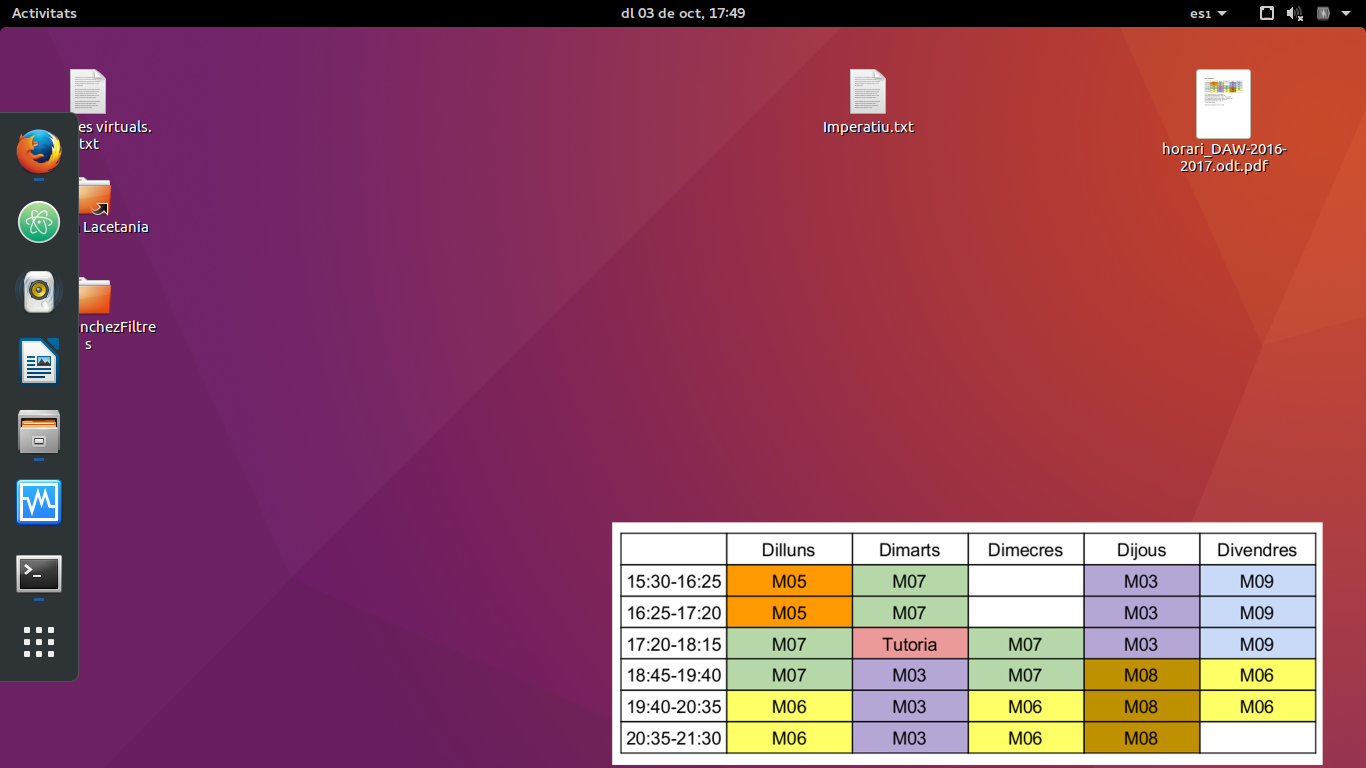 Activitats
dl 03 de oct, 17:49
es1
es virtuals.
txt
Imperatiu.txt
horari_DAW-2016-
2017.odt.pdf
Lacetania
nchezFiltre
s
Dilluns Dimarts Dimecres Dijous Divendres
15:30-16:25 M05 M07 M03 M09
16:25-17:20 M05 M07 M03 M09
17:20-18:15 M07 Tutoria M07 M03 M09
18:45-19:40 M07 M03 M07 M08 M06
19:40-20:35 M06 M03 M06 M08 M06
20:35-21:30 M06 M03 M06 M08